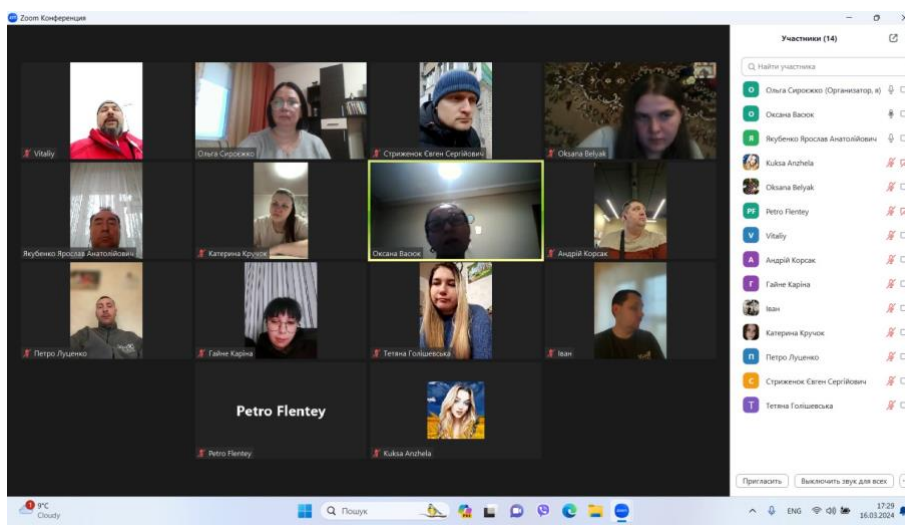 Zoom Конференция
Участники (14)
Найти участника
О Ольга Сироєжко (Организатор, я)
О Оксана Васюк
Я Якубенко Ярослав Анатолійович
Kuksa Anzhela
Oksana Belyak
PF Petro Flentey
V Vitaliy
А Андрій Корсак
Г Гайне Каріна
Іван
Катерина Кручок
П Петро Луценко
С Стриженок Євген Сергійович
Т Тетяна Голішевська
Пригласить
Выключить звук для всех
Vitaliy
Ольга Сироєжко
Стриженок Євген Сергійович
Oksana Belyak
Якубенко Ярослав Анатолійович
Катерина Кручок
Оксана Васюк
Андрій Корсак
Петро Луценко
Гайне Каріна
Тетяна Голішевська
Іван
Petro Flentey
Petro Flentey
Kuksa Anzhela
9°C
Cloudy
Пошук
ENG
17:29
16.03.2024